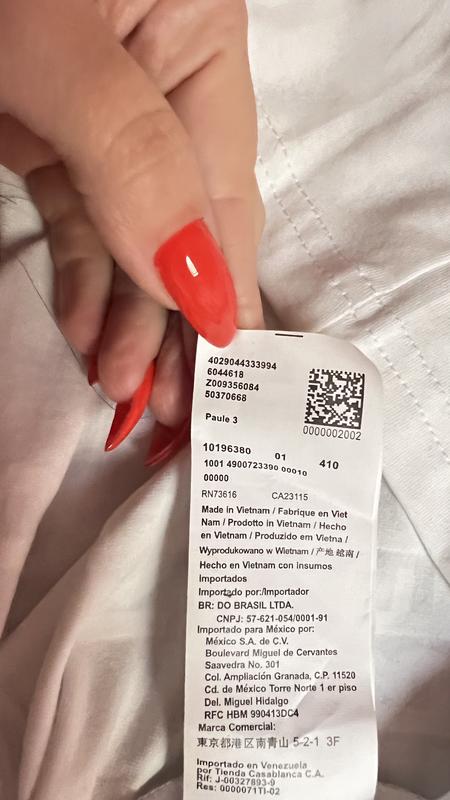 4029044333994
6044618
Z009356084
50370668
Paule 3
0000002002
10196380 01 410
1001 4900723390 00010
00000
RN73616 CA23115
Made in Vietnam / Fabrique en Viet
Nam / Prodotto in Vietnam / Hecho
en Vietnam / Produzido em Vietna /
Wyprodukowano w Wietnam / 产地 越南 /
Hecho en Vietnam con insumos
Importados
Importado por:/Importador
BR: DO BRASIL LTDA.
CNPJ: 57-621-054/0001-91
Importado para México por:
México S.A. de C.V.
Boulevard Miguel de Cervantes
Saavedra No. 301
Col. Ampliación Granada, C.P. 11520
Cd. de México Torre Norte 1 er piso
Del. Miguel Hidalgo
RFC HBM 990413DC4
Marca Comercial:
東京都港区南青山 5-2-1 3F
Importado en Venezuela
por Tienda Casablanca C.A.
Rif: J-00327893-9
Res: 0000071TI-02